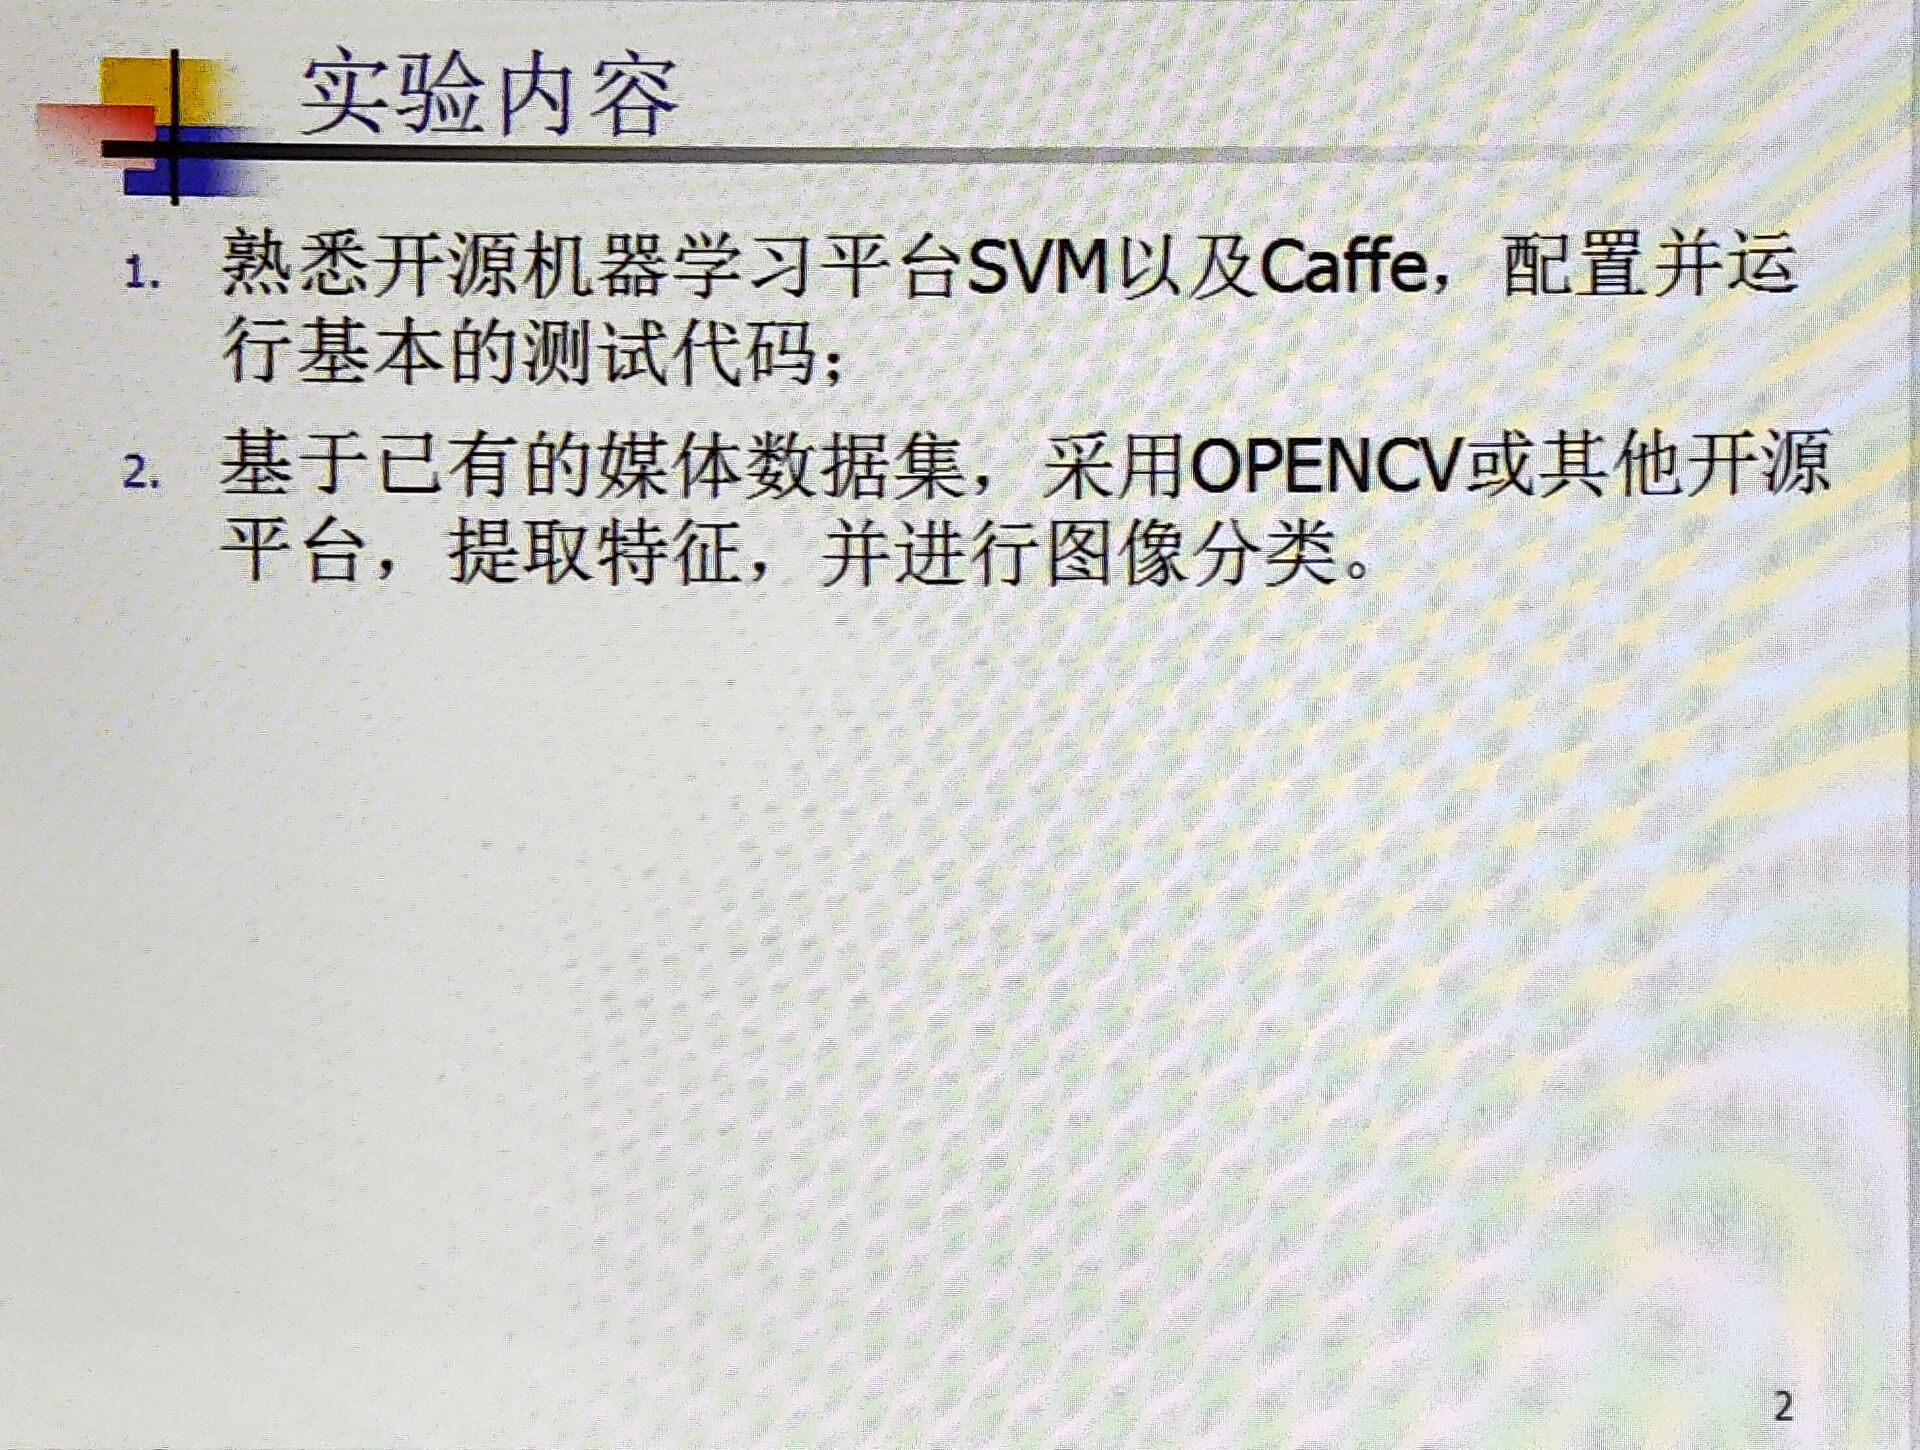 实验内容
1. 熟悉开源机器学习平台SVM以及Caffe，配置并运
行基本的测试代码；
2. 基于已有的媒体数据集，采用OPENCV或其他开源
平台，提取特征，并进行图像分类。
2